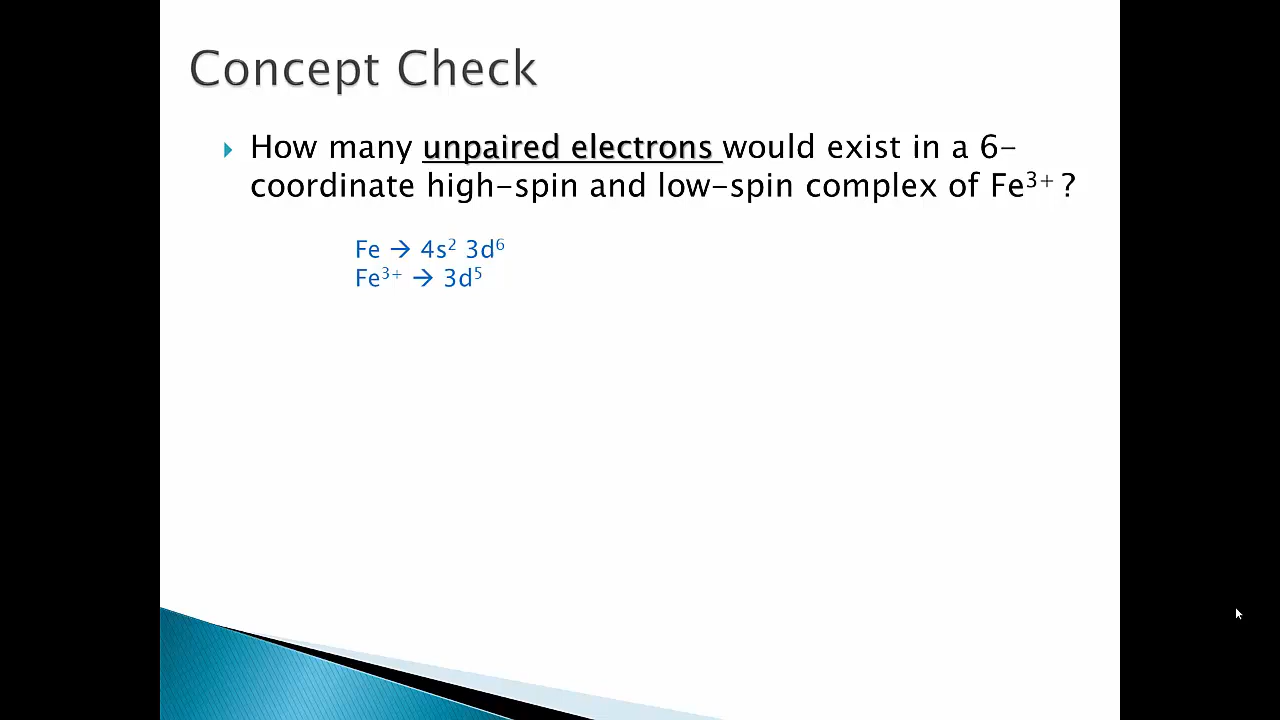 Concept Check
How many unpaired electrons would exist in a 6-
coordinate high-spin and low-spin complex of Fe³⁺ ?
Fe → 4s² 3d⁶
Fe³⁺ → 3d⁵